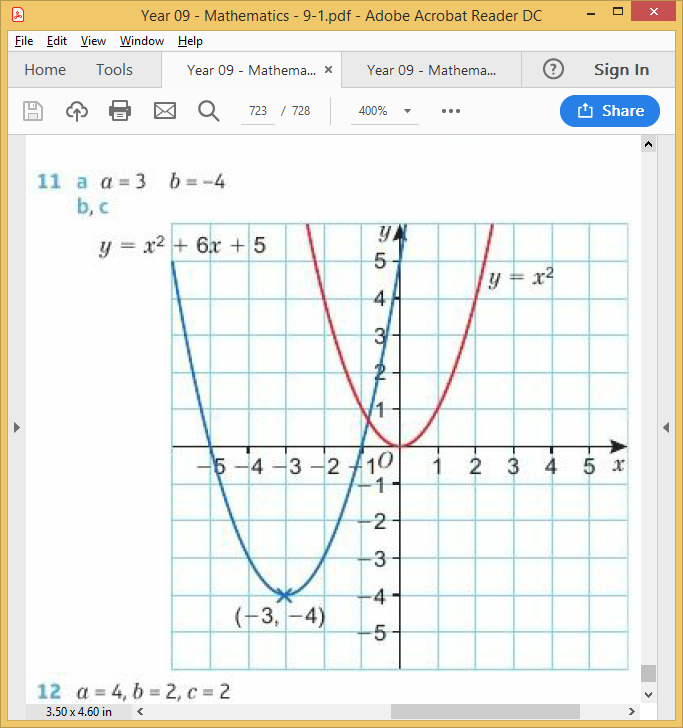 Year 09 - Mathematics - 9-1.pdf - Adobe Acrobat Reader DC
File Edit View Window Help
Home Tools Year 09 - Mathema... × Year 09 - Mathema... ? Sign In
723 / 728 400% Share
11 a a = 3 b = −4
b, c
y = x² + 6x + 5
y
5
y = x²
4
3
2
1
−5 −4 −3 −2 −1 O 1 2 3 4 5 x
−1
−2
−3
−4
(−3, −4)
−5
12 a = 4, b = 2, c = 2
3.50 x 4.60 in